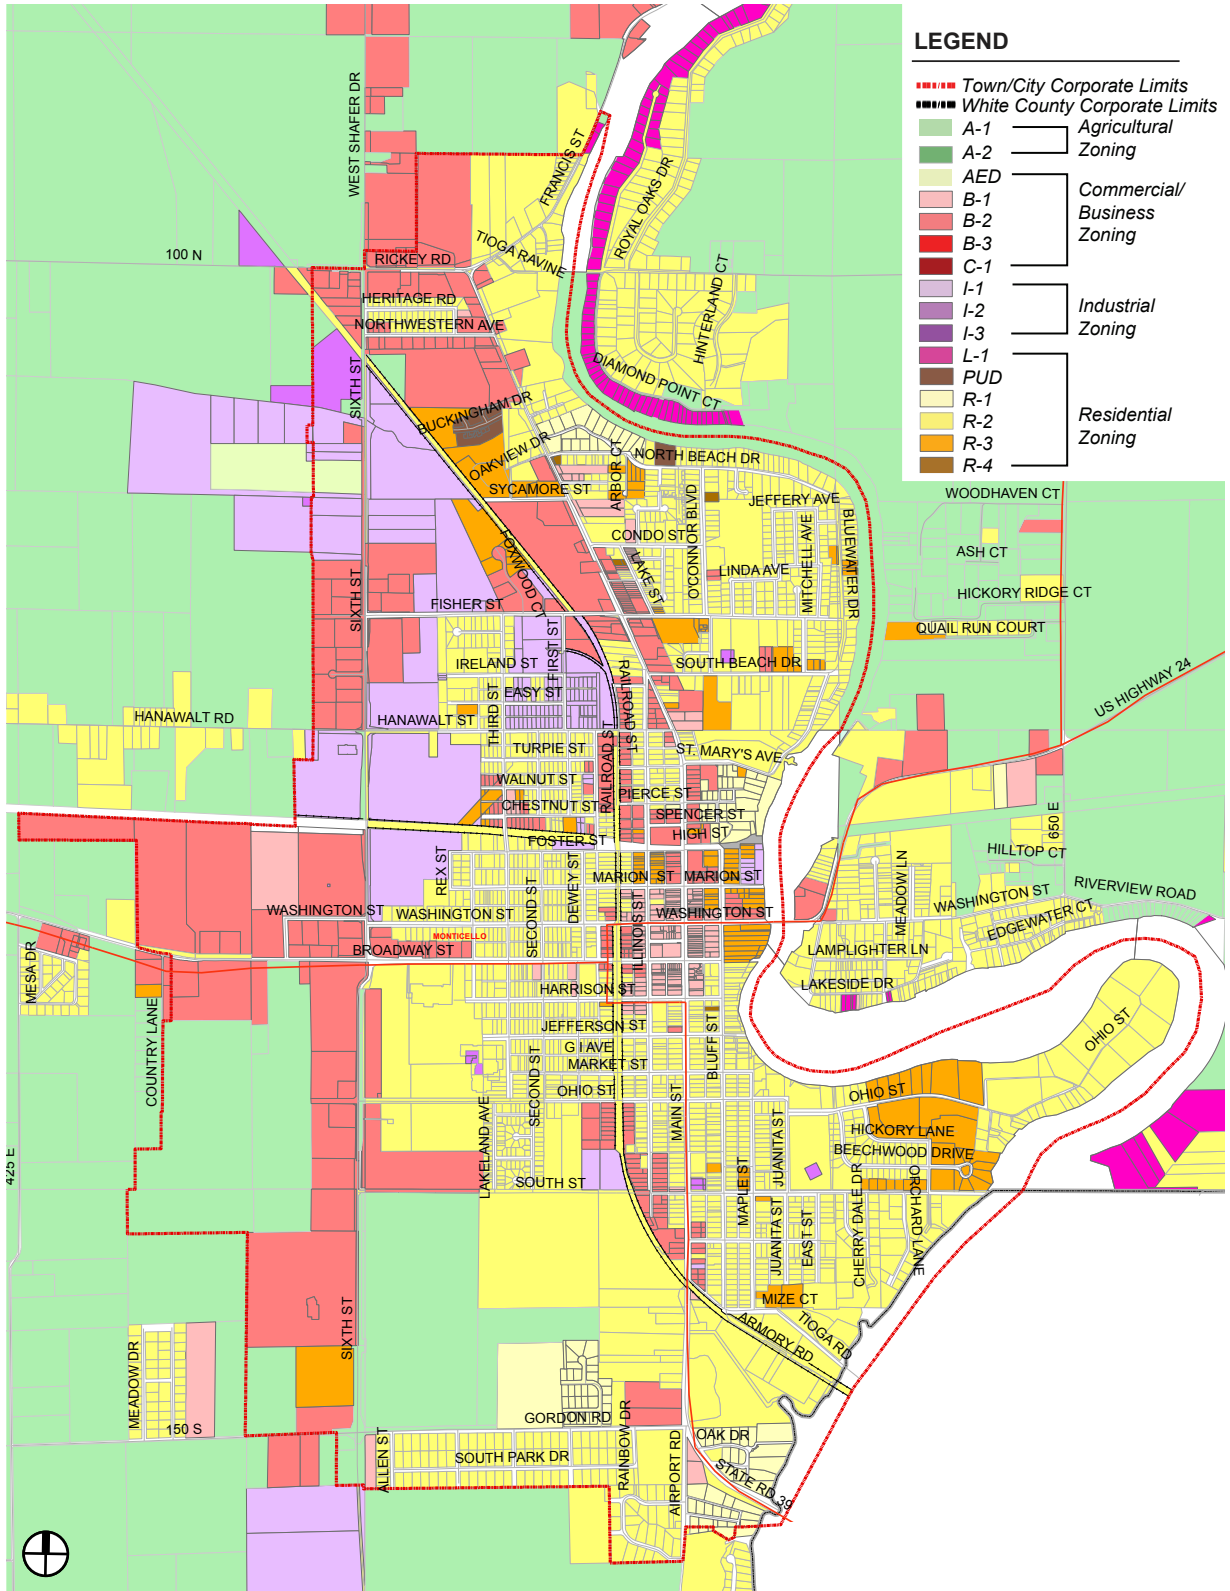 LEGEND
Town/City Corporate Limits
White County Corporate Limits
A-1
A-2
Agricultural
Zoning
AED
B-1
B-2
B-3
C-1
Commercial/
Business
Zoning
I-1
I-2
I-3
Industrial
Zoning
L-1
PUD
R-1
R-2
R-3
R-4
Residential
Zoning
WEST SHAFER DR
FRANCIS ST
ROYAL OAKS DR
TIOGA RAVINE
100 N
RICKEY RD
HINTERLAND CT
HERITAGE RD
NORTHWESTERN AVE
SIXTH ST
DIAMOND POINT CT
BUCKINGHAM DR
OAKVIEW DR
ARBOR CT
NORTH BEACH DR
SYCAMORE ST
O'CONNOR BLVD
JEFFERY AVE
WOODHAVEN CT
FOXWOOD CT
CONDO ST
LAKE ST
MITCHELL AVE
BLUEWATER DR
ASH CT
LINDA AVE
SIXTH ST
FISHER ST
HICKORY RIDGE CT
QUAIL RUN COURT
FIRST ST
IRELAND ST
SOUTH BEACH DR
RAILROAD ST
EASY ST
THIRD ST
US HIGHWAY 24
HANAWALT RD
HANAWALT ST
TURPIE ST
RAILROAD ST
ST. MARY'S AVE
WALNUT ST
PIERCE ST
CHESTNUT ST
SPENCER ST
HIGH ST
650 E
FOSTER ST
HILLTOP CT
REX ST
DEWEY ST
MARION ST
MARION ST
MEADOW LN
RIVERVIEW ROAD
WASHINGTON ST
WASHINGTON ST
WASHINGTON ST
SECOND ST
WASHINGTON ST
EDGEWATER CT
MONTICELLO
ILLINOIS ST
BROADWAY ST
LAMPLIGHTER LN
MESA DR
HARRISON ST
LAKESIDE DR
JEFFERSON ST
BLUFF ST
OHIO ST
COUNTRY LANE
G I AVE
SECOND ST
MARKET ST
OHIO ST
OHIO ST
LAKELAND AVE
MAIN ST
JUANITA ST
HICKORY LANE
BEECHWOOD DRIVE
425 E
SOUTH ST
MAPLE ST
CHERRY DALE DR
ORCHARD LANE
JUANITA ST
EAST ST
MIZE CT
SIXTH ST
ARMORY RD
TIOGA RD
MEADOW DR
150 S
GORDON RD
ALLEN ST
SOUTH PARK DR
RAINBOW DR
AIRPORT RD
OAK DR
STATE RD 39